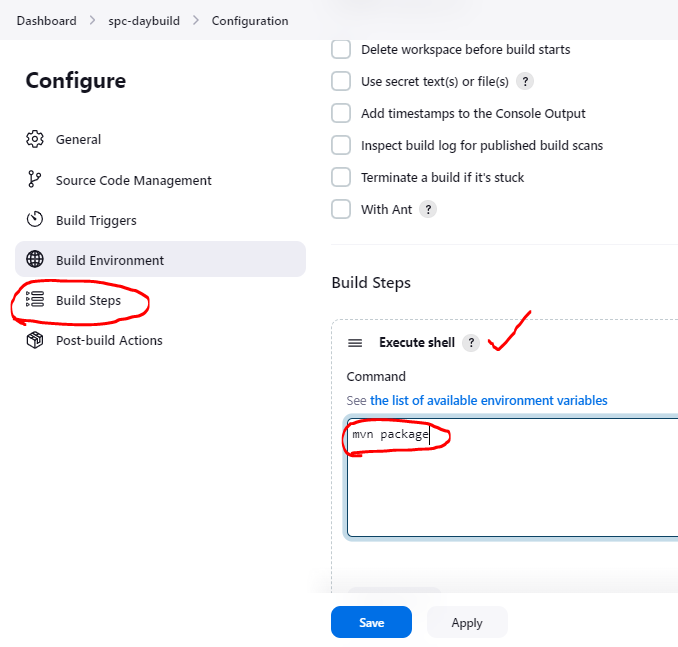 Dashboard > spc-daybuild > Configuration
Configure
General
Source Code Management
Build Triggers
Build Environment
Build Steps
Post-build Actions
Delete workspace before build starts
Use secret text(s) or file(s) ?
Add timestamps to the Console Output
Inspect build log for published build scans
Terminate a build if it's stuck
With Ant ?
Build Steps
Execute shell ?
Command
See the list of available environment variables
mvn package
Save Apply